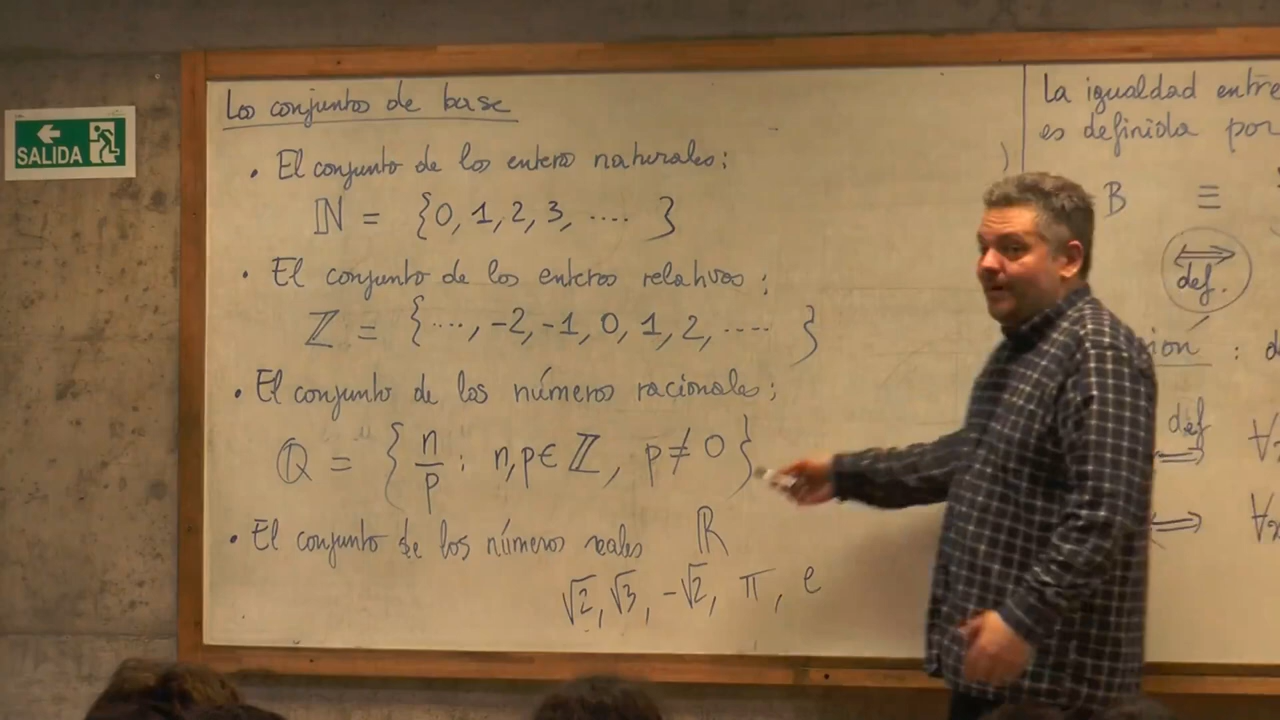 SALIDA
Los conjuntos de base
• El conjunto de los enteros naturales:
ℕ = {0, 1, 2, 3, .... }
• El conjunto de los enteros relativos:
ℤ = {..., -2, -1, 0, 1, 2, .... }
• El conjunto de los números racionales:
ℚ = { n/p : n, p ∈ ℤ, p ≠ 0 }
• El conjunto de los números reales ℝ
√2, √3, -√2, π, e
La igualdad entre
es definida por
B ≡
⟺ def.
ión : d
def
⟺ ∀
⟺ ∀